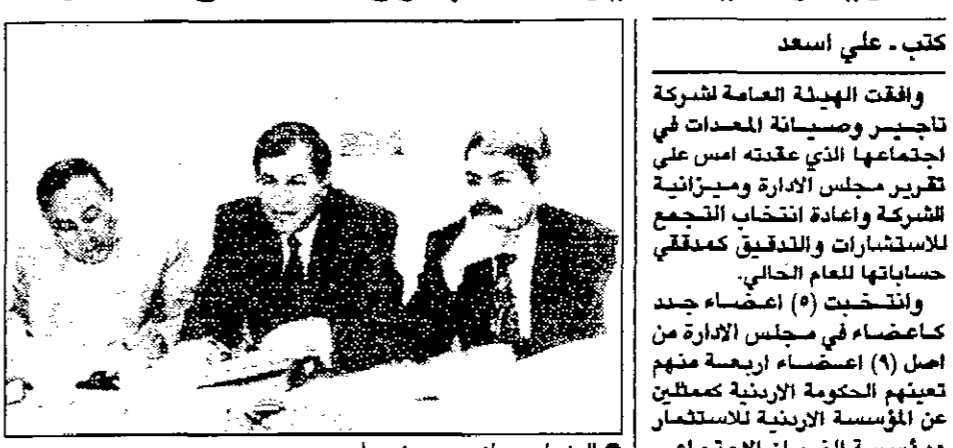 كتب ـ علي اسعد
وافقت الهيئة العامة لشركة
تاجير وصيانة المعدات في
اجتماعها الذي عقدته امس على
تقرير مجلس الادارة وميزانية
الشركة واعادة انتخاب التجمع
للاستشارات والتدقيق كمدققي
حساباتها للعام الحالي.
وانتخبت (٥) اعضاء جدد
كاعضاء في مجلس الادارة من
اصل (٩) اعضاء اربعة منهم
تعينهم الحكومة الاردنية كممثلين
عن المؤسسة الاردنية للاستثمار